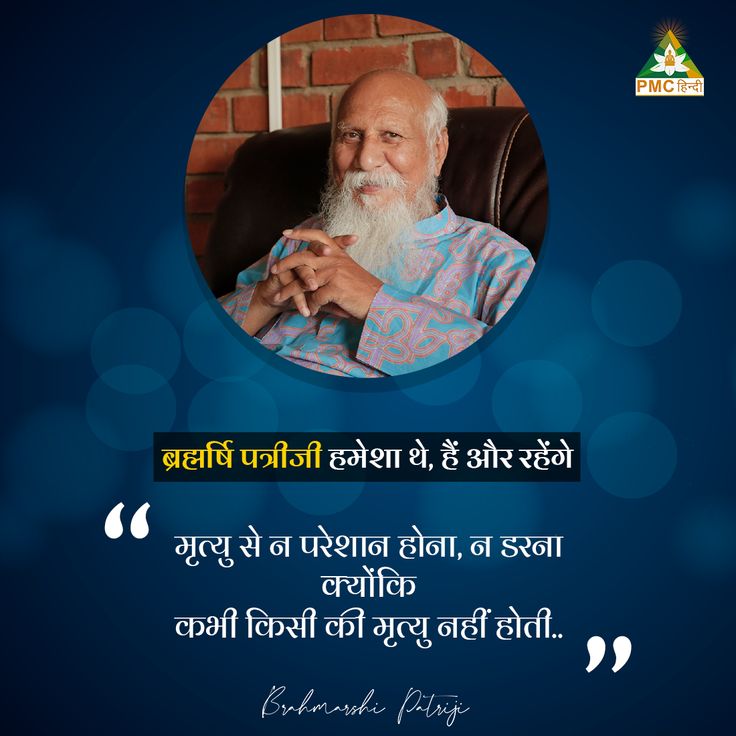 PMC हिन्दी
ब्रह्मर्षि पत्रीजी हमेशा थे, हैं और रहेंगे
“
मृत्यु से न परेशान होना, न डरना
क्योंकि
कभी किसी की मृत्यु नहीं होती..
”
Brahmarshi Patriji